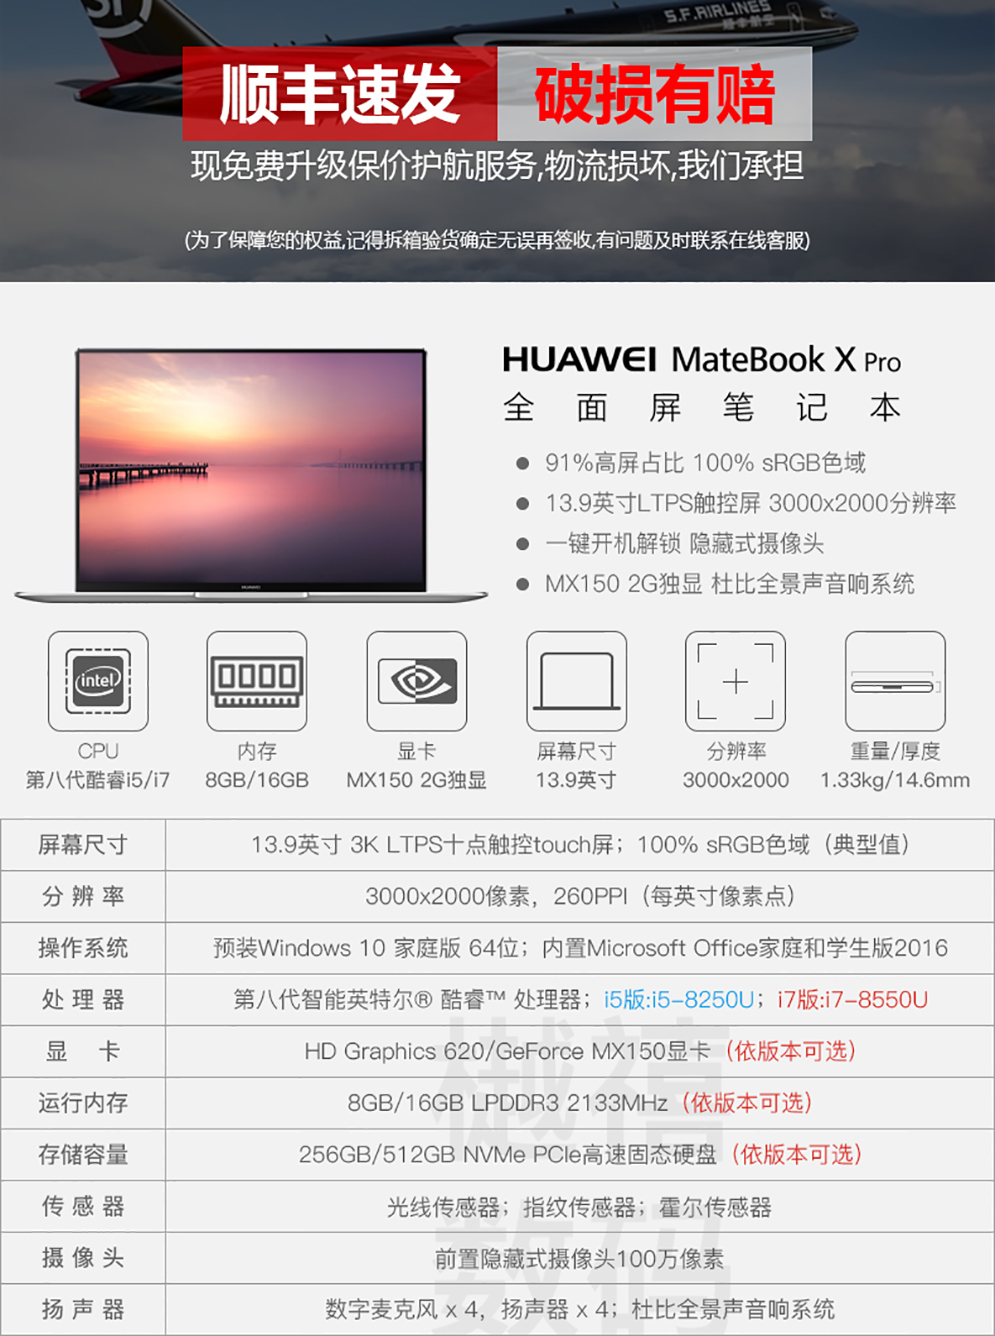 SF
S.F.AIRLINES
顺丰航空
顺丰速发 破损有赔
现免费升级保价护航服务,物流损坏,我们承担
(为了保障您的权益,记得拆箱验货确定无误再签收,有问题及时联系在线客服)
HUAWEI MateBook X Pro
全面屏笔记本
● 91%高屏占比 100% sRGB色域
● 13.9英寸LTPS触控屏 3000x2000分辨率
● 一键开机解锁 隐藏式摄像头
● MX150 2G独显 杜比全景声音响系统
HUAWEI
intel
CPU 内存 显卡 屏幕尺寸 分辨率 重量/厚度
第八代酷睿i5/i7 8GB/16GB MX150 2G独显 13.9英寸 3000x2000 1.33kg/14.6mm
屏幕尺寸 13.9英寸 3K LTPS十点触控touch屏；100% sRGB色域（典型值）
分辨率 3000x2000像素，260PPI（每英寸像素点）
操作系统 预装Windows 10 家庭版 64位；内置Microsoft Office家庭和学生版2016
处理器 第八代智能英特尔® 酷睿™ 处理器；i5版:i5-8250U；i7版:i7-8550U
显卡 HD Graphics 620/GeForce MX150显卡（依版本可选）
运行内存 8GB/16GB LPDDR3 2133MHz（依版本可选）
存储容量 256GB/512GB NVMe PCIe高速固态硬盘（依版本可选）
传感器 光线传感器；指纹传感器；霍尔传感器
摄像头 前置隐藏式摄像头100万像素
扬声器 数字麦克风 x 4，扬声器 x 4；杜比全景声音响系统
樾禧
数码